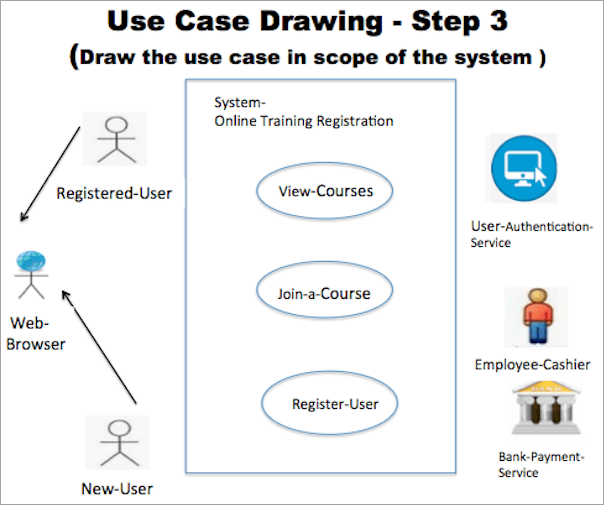 Use Case Drawing - Step 3
(Draw the use case in scope of the system )
System-
Online Training Registration
Registered-User
View-Courses
User-Authentication-
Service
Web-
Browser
Join-a-Course
Employee-Cashier
Register-User
New-User
Bank-Payment-
Service